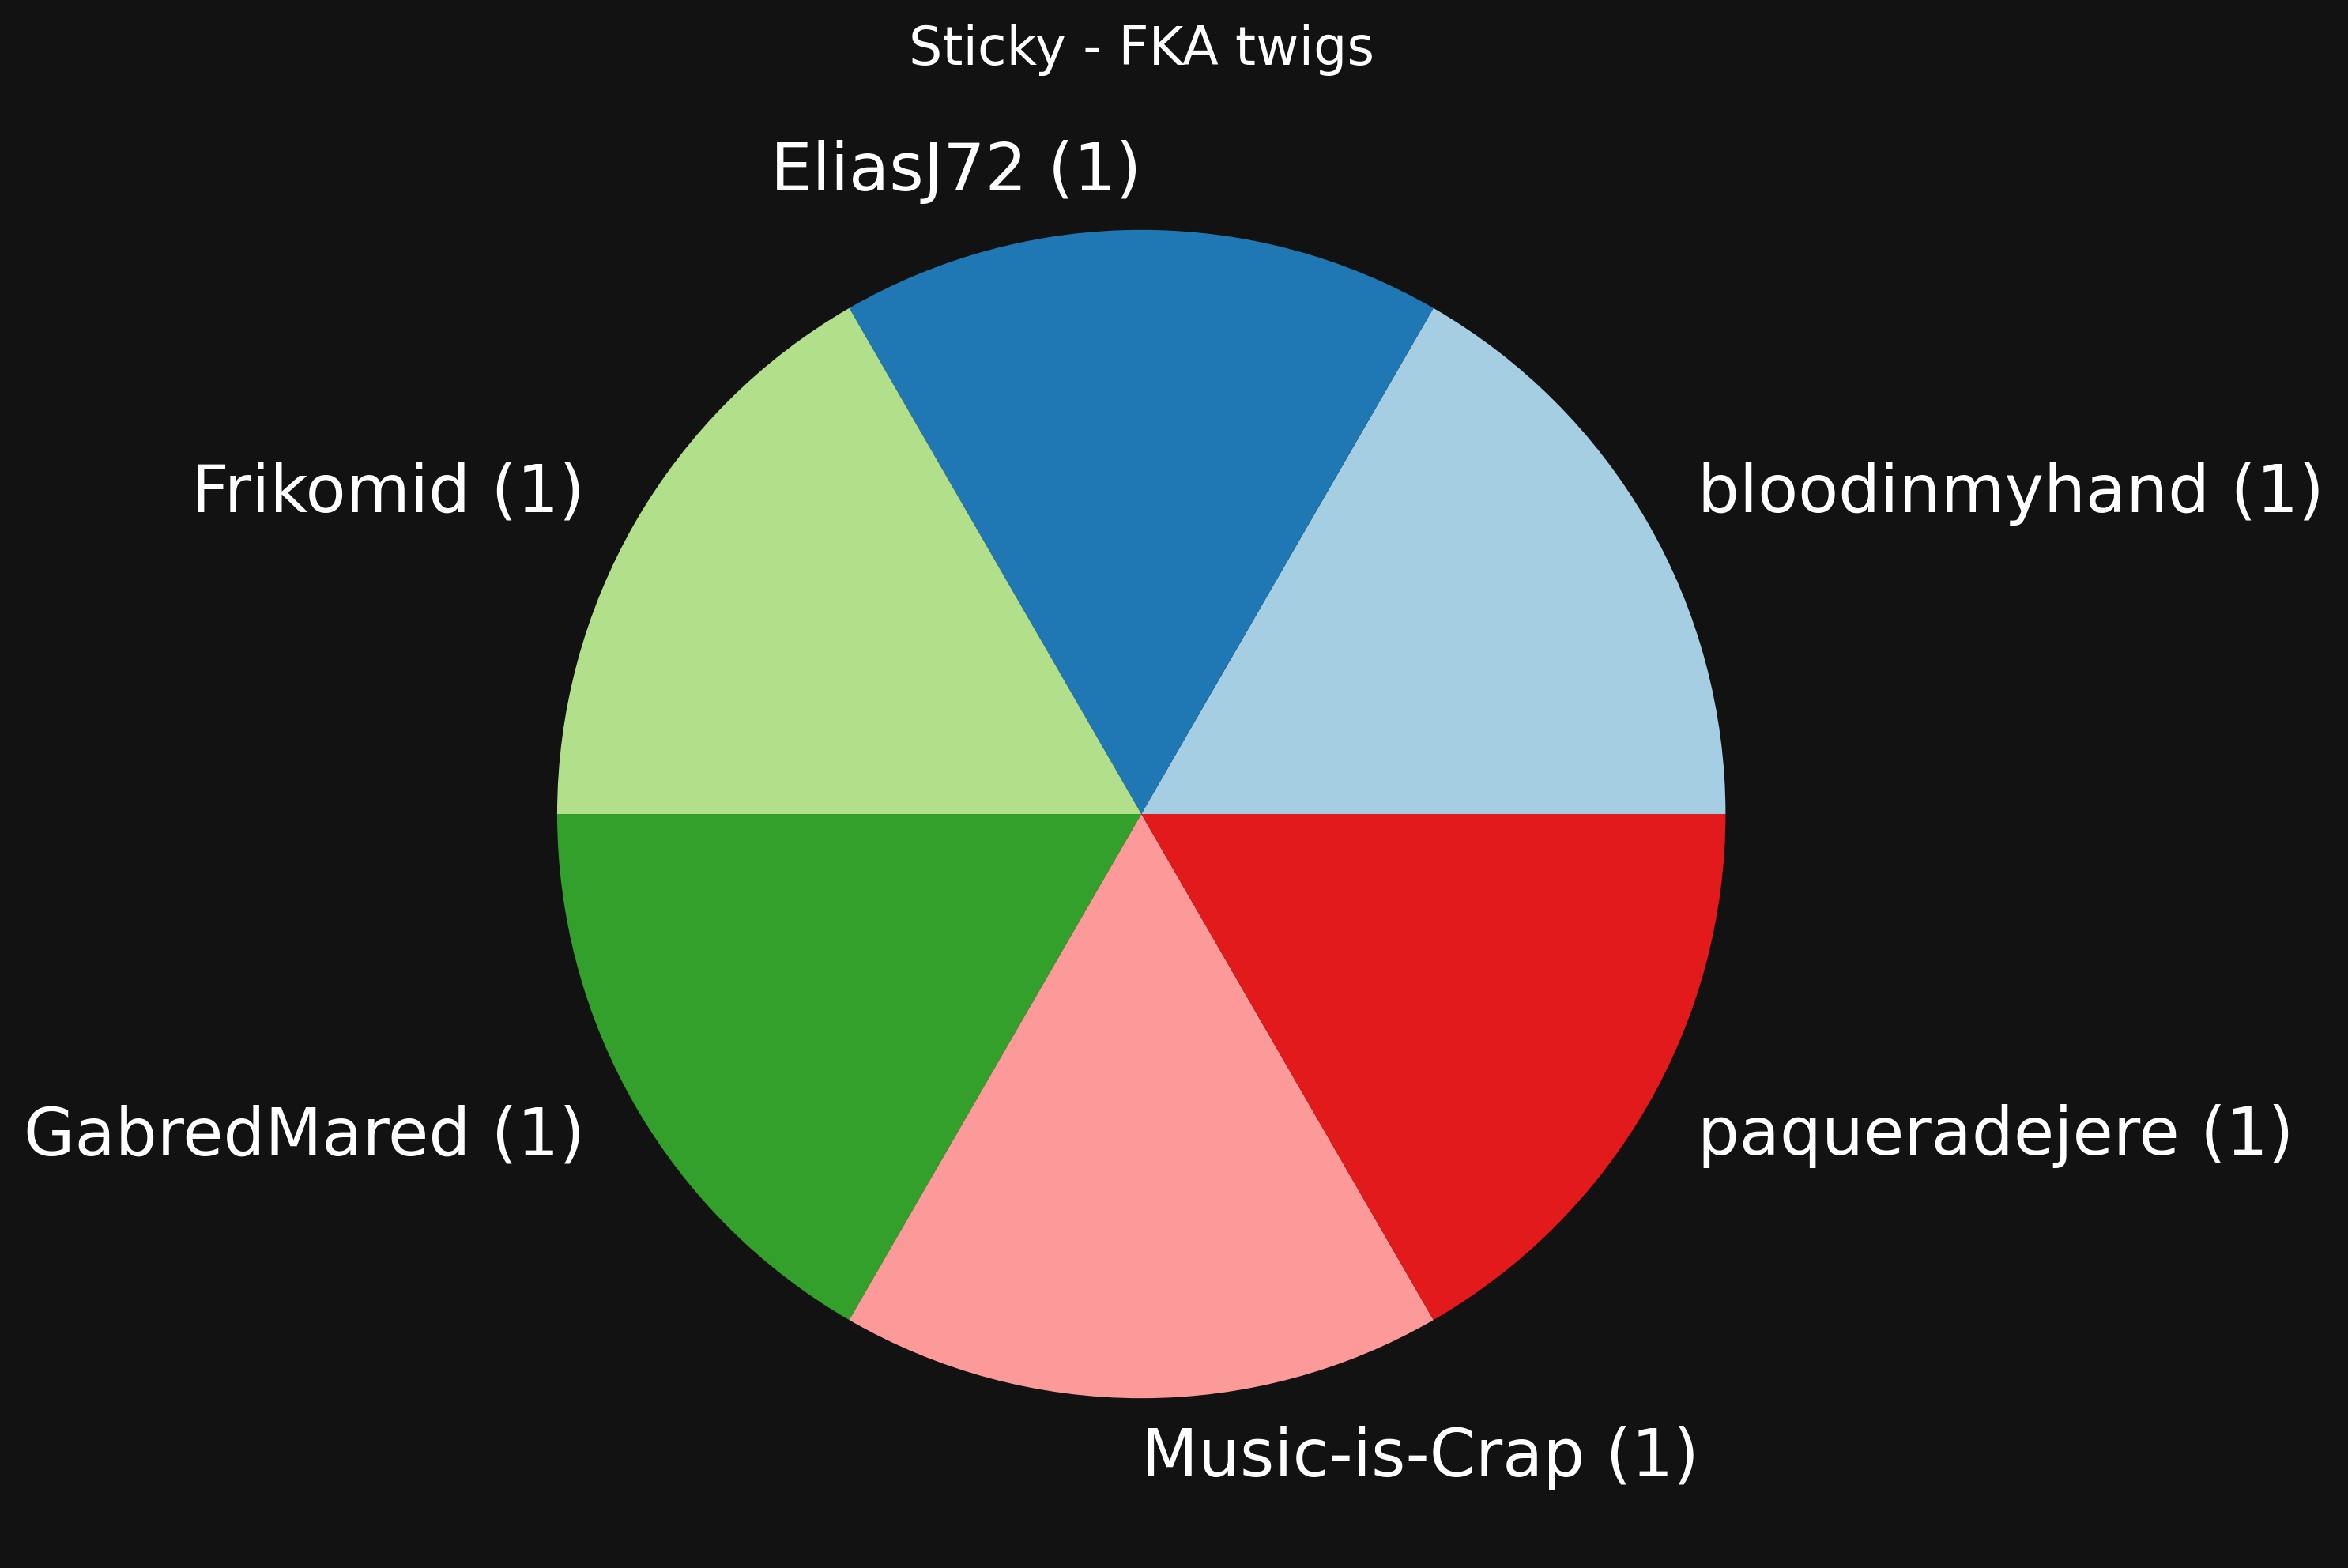 Sticky - FKA twigs
EliasJ72 (1)
Frikomid (1)
bloodinmyhand (1)
GabredMared (1)
paqueradejere (1)
Music-is-Crap (1)